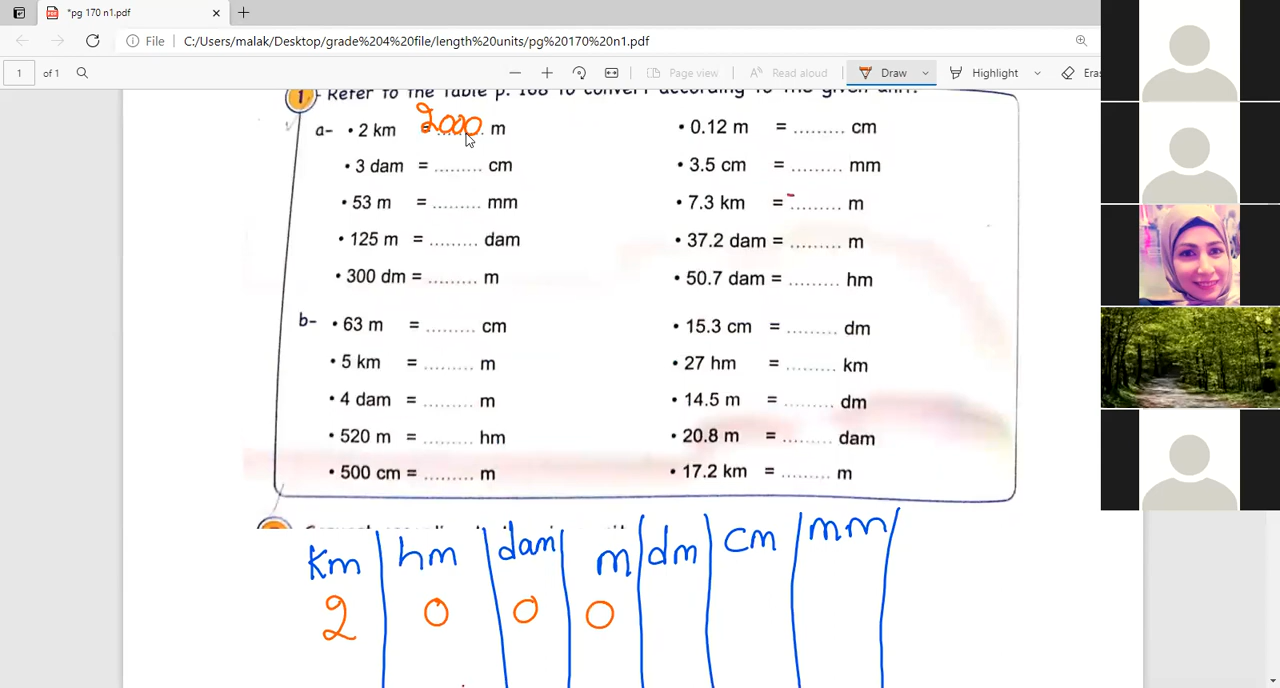 *pg 170 n1.pdf
File C:/Users/malak/Desktop/grade%204%20file/length%20units/pg%20170%20n1.pdf
1 of 1 Page view Read aloud Draw Highlight Eras
1 - Refer to the Table p. 168 to convert according to the given unit.
a- • 2 km = 2000 m
• 3 dam = ......... cm
• 53 m = ......... mm
• 125 m = ......... dam
• 300 dm = ......... m
• 0.12 m = ......... cm
• 3.5 cm = ......... mm
• 7.3 km = ......... m
• 37.2 dam = ......... m
• 50.7 dam = ......... hm
b- • 63 m = ......... cm
• 5 km = ......... m
• 4 dam = ......... m
• 520 m = ......... hm
• 500 cm = ......... m
• 15.3 cm = ......... dm
• 27 hm = ......... km
• 14.5 m = ......... dm
• 20.8 m = ......... dam
• 17.2 km = ......... m
km hm dam m dm cm mm
2 0 0 0